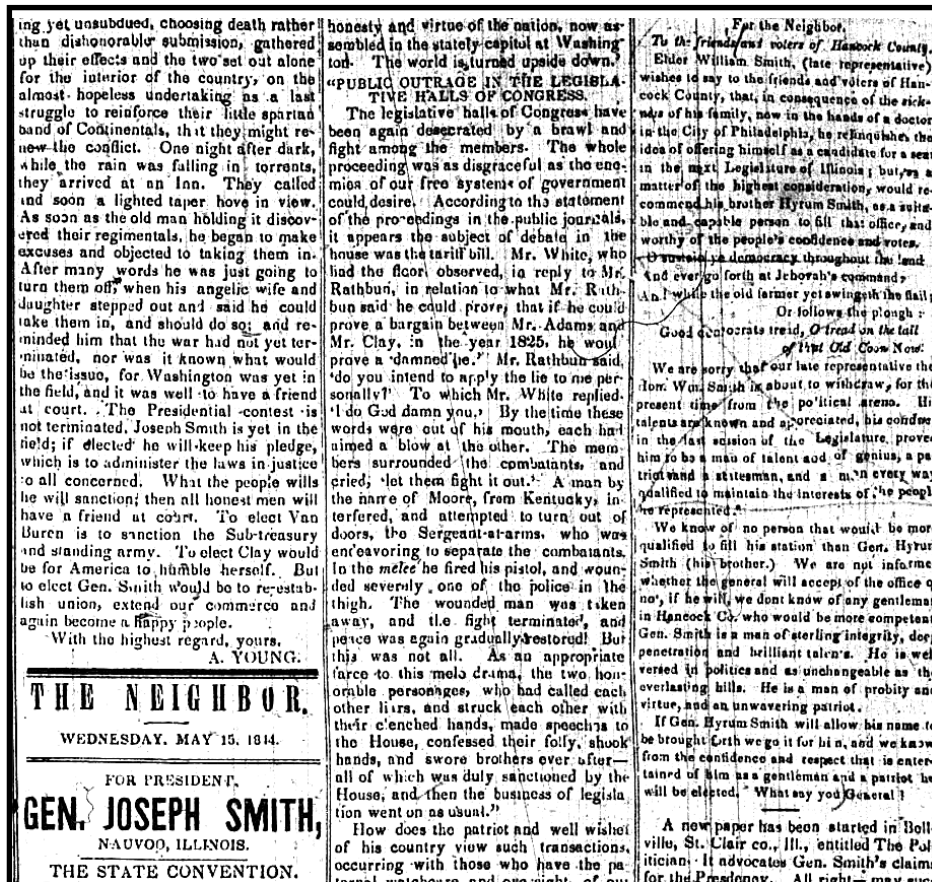 ing yet unsubdued, choosing death rather
than dishonorable submission, gathered
up their effects and the two set out alone
for the interior of the country, on the
almost hopeless undertaking as a last
struggle to reinforce their little spartan
band of Continentals, that they might re-
new the conflict. One night after dark,
while the rain was falling in torrents,
they arrived at an Inn. They called
and soon a lighted taper hove in view.
As soon as the old man holding it discov-
ered their regimentals, he began to make
excuses and objected to taking them in.
After many words he was just going to
turn them off, when his angelic wife and
daughter stepped out and said he could
take them in, and should do so; and re-
minded him that the war had not yet ter-
minated, nor was it known what would
be the issue, for Washington was yet in
the field, and it was well to have a friend
at court. The Presidential contest is
not terminated. Joseph Smith is yet in the
field; if elected he will keep his pledge,
which is to administer the laws in justice
to all concerned. What the people wills
he will sanction; then all honest men will
have a friend at court. To elect Van
Buren is to sanction the Sub-treasury
and standing army. To elect Clay would
be for America to humble herself. But
to elect Gen. Smith would be to re-estab-
lish union, extend our commerce and
again become a happy people.
With the highest regard, yours,
A. YOUNG.
THE NEIGHBOR.
WEDNESDAY, MAY 15, 1844.
FOR PRESIDENT,
GEN. JOSEPH SMITH,
NAUVOO, ILLINOIS.
THE STATE CONVENTION.
honesty and virtue of the nation, now as-
sembled in the stately capitol at Washing
ton. The world is turned upside down.'
"PUBLIC OUTRAGE IN THE LEGISLA-
TIVE HALLS OF CONGRESS.
The legislative halls of Congress have
been again desecrated by a brawl and
fight among the members. The whole
proceeding was as disgraceful as the ene-
mies of our free systems of government
could desire. According to the statement
of the proceedings in the public journals,
it appears the subject of debate in the
house was the tariff bill. Mr. White, who
had the floor observed, in reply to Mr.
Rathbun, in relation to what Mr. Rath-
bun said he could prove, that if he could
prove a bargain between Mr. Adams and
Mr. Clay, in the year 1825, he woul
prove a 'damned lie.'' Mr. Rathbun said,
'do you intend to apply the lie to me per-
sonally?' To which Mr. White replied.
'I do God damn you,' By the time these
words were out of his mouth, each had
aimed a blow at the other. The mem-
bers surrounded the combatants, and
cried, 'let them fight it out.' A man by
the name of Moore, from Kentucky, in-
terfered, and attempted to turn out of
doors, the Sergeant-at-arms, who was
endeavoring to separate the combatants.
In the melee he fired his pistol, and woun-
ded severely one of the police in the
thigh. The wounded man was taken
away, and the fight terminated, and
peace was again gradually restored! But
this was not all. As an appropriate
farce to this melo drama, the two hon-
orable personages, who had called each
other liars, and struck each other with
their clenched hands, made speeches to
the House, confessed their folly, shook
hands, and swore brothers ever after—
all of which was duly sanctioned by the
House, and then the business of legisla
tion went on as usual."
How does the patriot and well wisher
of his country view such transactions,
occurring with those who have the pa-
For the Neighbor.
To the friends and voters of Hancock County.
Elder William Smith, (late representative)
wishes to say to the friends and voters of Han-
cock County, that, in consequence of the sick-
ness of his family, now in the hands of a doctor
in the City of Philadelphia, he relinquishes the
idea of offering himself as a candidate for a seat
in the next Legislature of Illinois; but, as a
matter of the highest consideration, would re-
commend his brother Hyrum Smith, as a suita-
ble and capable person to fill that office, and
worthy of the people's confidence and votes.
O sustain ye democracy throughout the land
And ever go forth at Jehovah's command;
And while the old farmer yet swingeth the flail;
Or follows the plough:
Good democrats tread, O tread on the tail
of that Old Coon Now.
We are sorry that our late representative the
Hon. Wm. Smith is about to withdraw, for the
present time from the political arena. His
talents are known and appreciated, his conduct
in the last session of the Legislature, proved
him to be a man of talent and of genius, a pa
triot and a statesman, and a man every way
qualified to maintain the interests of the people
he represented.
We know of no person that would be more
qualified to fill his station than Gen. Hyrum
Smith (his brother.) We are not informed
whether the general will accept of the office or
no', if he will, we dont know of any gentleman
in Hancock Co. who would be more competent
Gen. Smith is a man of sterling integrity, deep
penetration and brilliant talents. He is well
versed in politics and as unchangeable as the
everlasting hills. He is a man of probity and
virtue, and an unwavering patriot.
If Gen. Hyrum Smith will allow his name to
be brought forth we go it for him, and we know
from the confidence and respect that is enter-
tained of him as a gentleman and a patriot he
will be elected. What say you General?
A new paper has been started in Belle-
ville, St. Clair co., Ill., entitled The Pol-
itician. It advocates Gen. Smith's claims
for the Presdency. All right—may suc